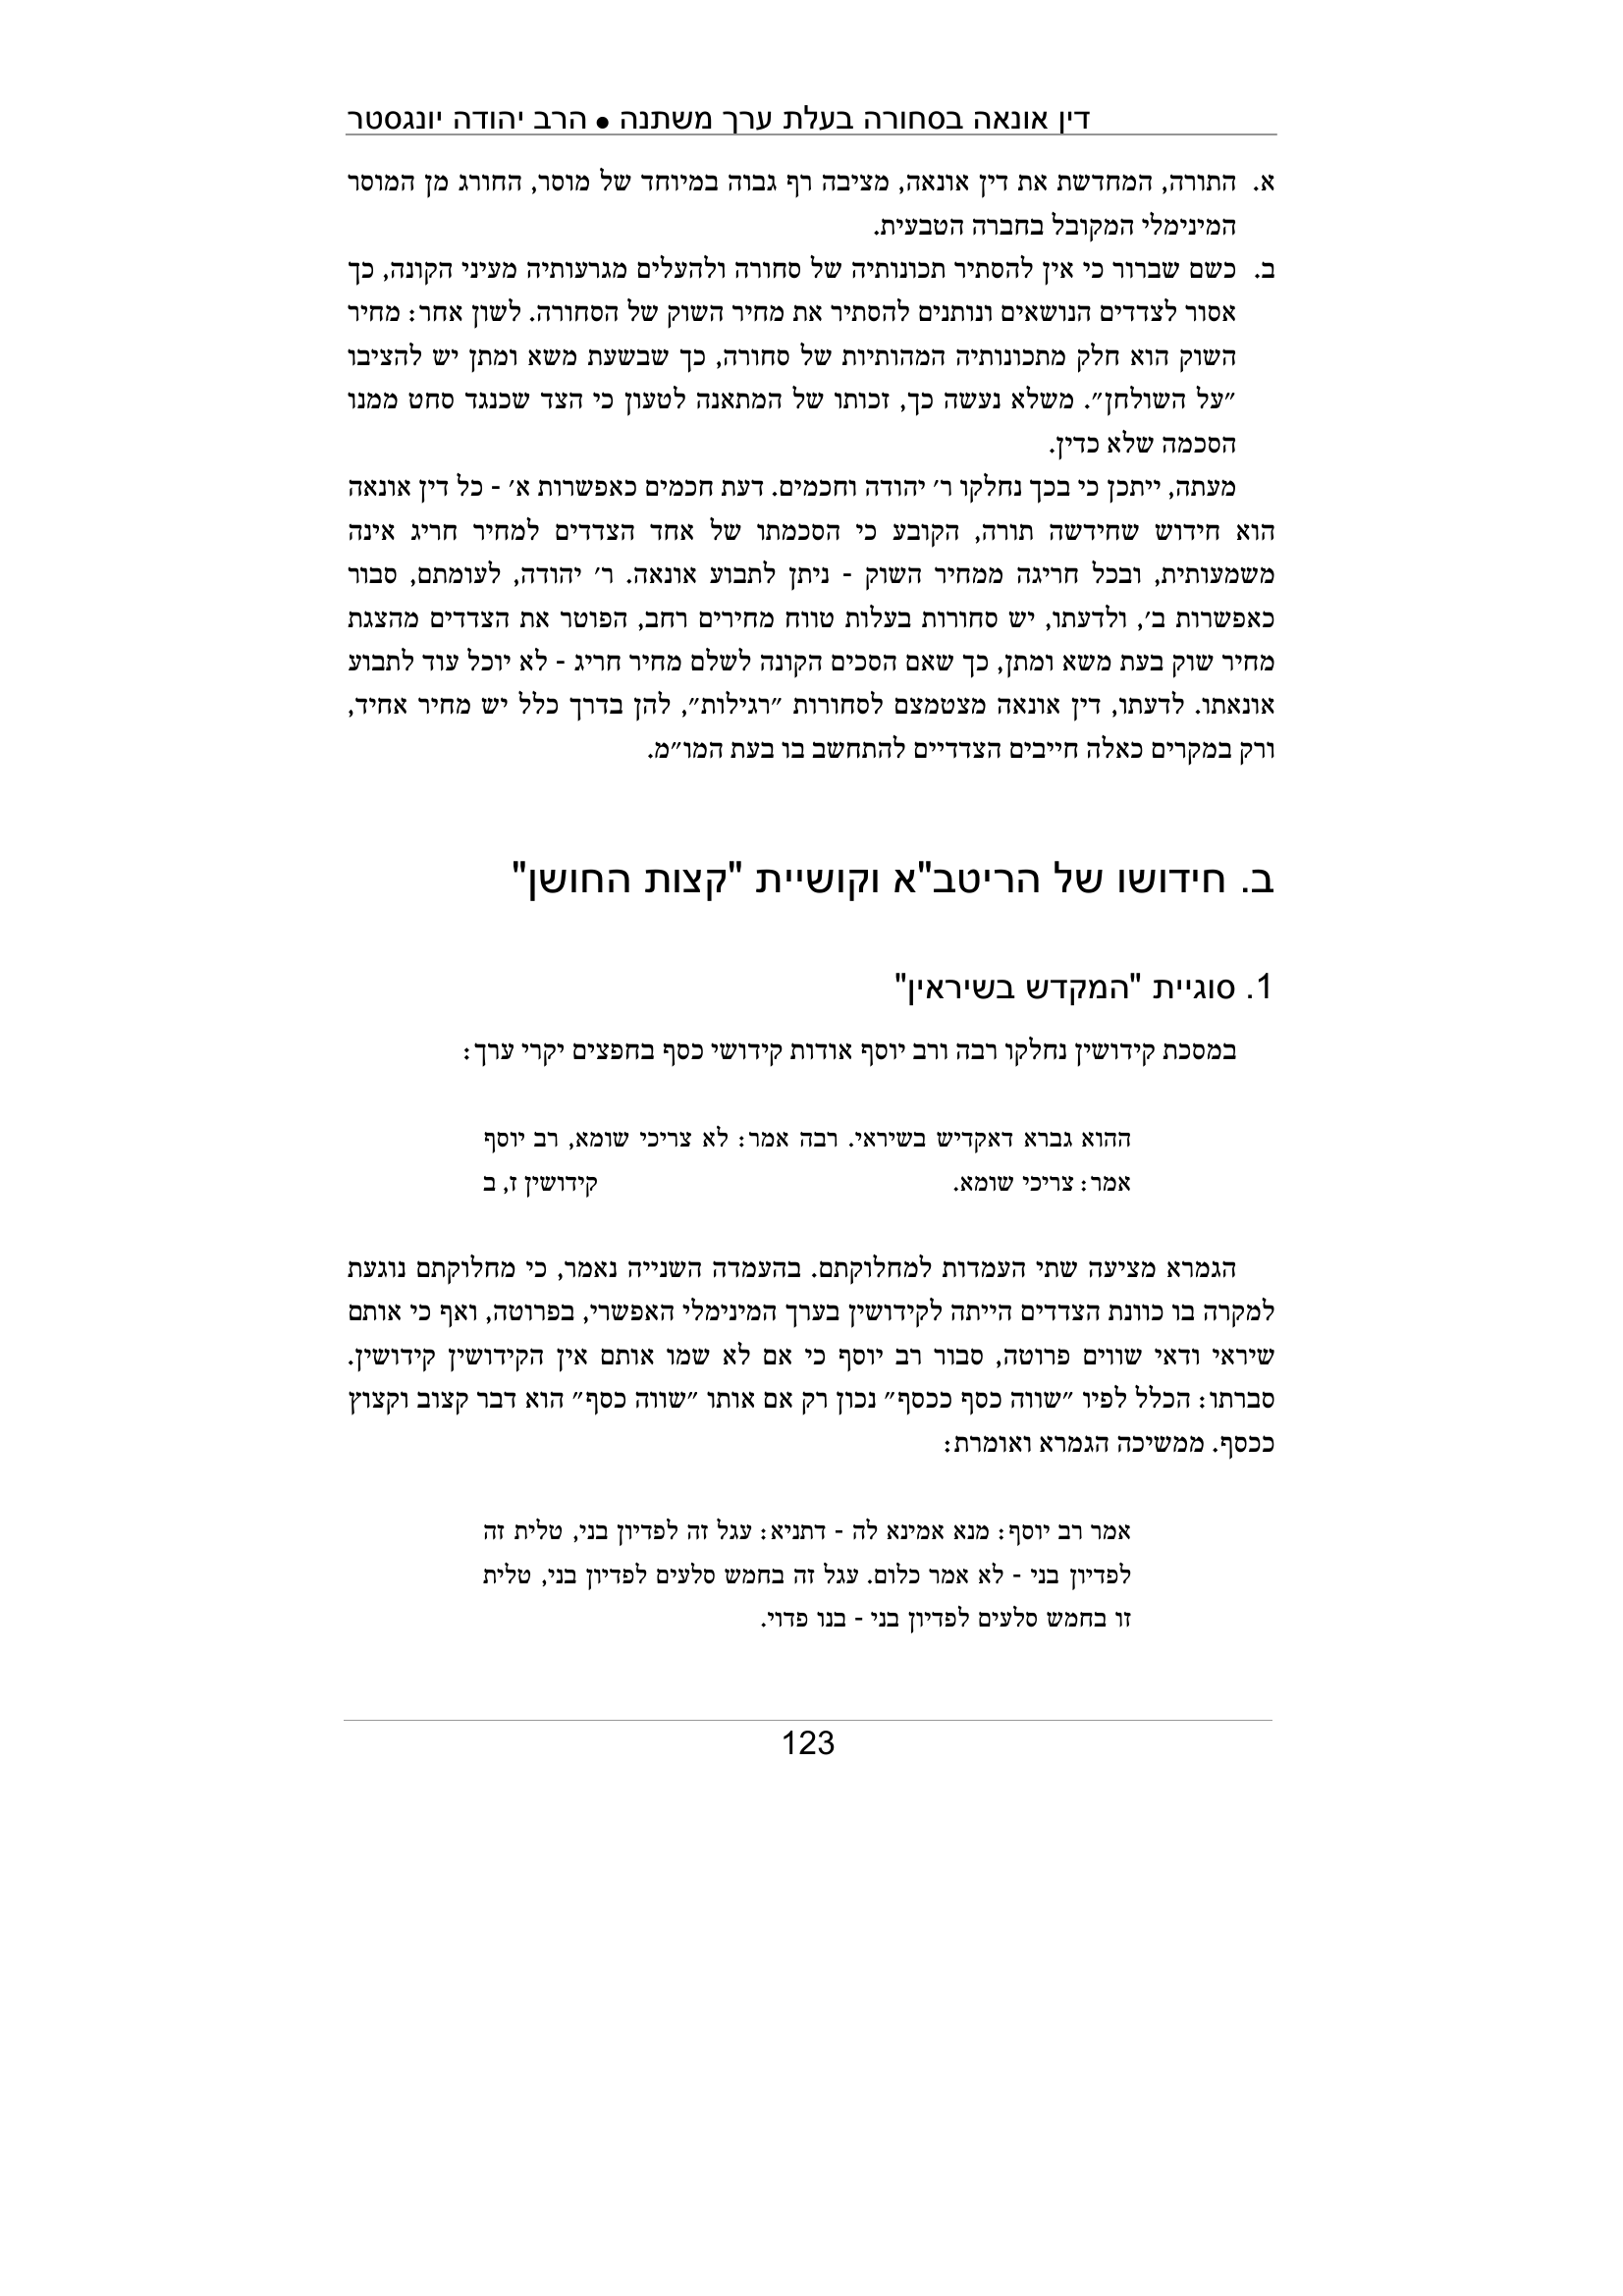 דין אונאה בסחורה בעלת ערך משתנה ● הרב יהודה יונגסטר
א. התורה, המחדשת את דין אונאה, מציבה רף גבוה במיוחד של מוסר, החורג מן המוסר
המינימלי המקובל בחברה הטבעית.
ב. כשם שברור כי אין להסתיר תכונותיה של סחורה ולהעלים מגרעותיה מעיני הקונה, כך
אסור לצדדים הנושאים ונותנים להסתיר את מחיר השוק של הסחורה. לשון אחר: מחיר
השוק הוא חלק מתכונותיה המהותיות של סחורה, כך שבשעת משא ומתן יש להציבו
״על השולחן״. משלא נעשה כך, זכותו של המתאנה לטעון כי הצד שכנגד סחט ממנו
הסכמה שלא כדין.
מעתה, ייתכן כי בכך נחלקו ר׳ יהודה וחכמים. דעת חכמים כאפשרות א׳ - כל דין אונאה
הוא חידוש שחידשה תורה, הקובע כי הסכמתו של אחד הצדדים למחיר חריג אינה
משמעותית, ובכל חריגה ממחיר השוק - ניתן לתבוע אונאה. ר׳ יהודה, לעומתם, סבור
כאפשרות ב׳, ולדעתו, יש סחורות בעלות טווח מחירים רחב, הפוטר את הצדדים מהצגת
מחיר שוק בעת משא ומתן, כך שאם הסכים הקונה לשלם מחיר חריג - לא יוכל עוד לתבוע
אונאתו. לדעתו, דין אונאה מצטמצם לסחורות ״רגילות״, להן בדרך כלל יש מחיר אחיד,
ורק במקרים כאלה חייבים הצדדיים להתחשב בו בעת המו״מ.
ב. חידושו של הריטב"א וקושיית "קצות החושן"
1. סוגיית "המקדש בשיראין"
במסכת קידושין נחלקו רבה ורב יוסף אודות קידושי כסף בחפצים יקרי ערך:
ההוא גברא דאקדיש בשיראי. רבה אמר: לא צריכי שומא, רב יוסף
אמר: צריכי שומא. קידושין ז, ב
הגמרא מציעה שתי העמדות למחלוקתם. בהעמדה השנייה נאמר, כי מחלוקתם נוגעת
למקרה בו כוונת הצדדים הייתה לקידושין בערך המינימלי האפשרי, בפרוטה, ואף כי אותם
שיראי ודאי שווים פרוטה, סבור רב יוסף כי אם לא שמו אותם אין הקידושין קידושין.
סברתו: הכלל לפיו ״שווה כסף ככסף״ נכון רק אם אותו ״שווה כסף״ הוא דבר קצוב וקצוץ
ככסף. ממשיכה הגמרא ואומרת:
אמר רב יוסף: מנא אמינא לה - דתניא: עגל זה לפדיון בני, טלית זה
לפדיון בני - לא אמר כלום. עגל זה בחמש סלעים לפדיון בני, טלית
זו בחמש סלעים לפדיון בני - בנו פדוי.
123